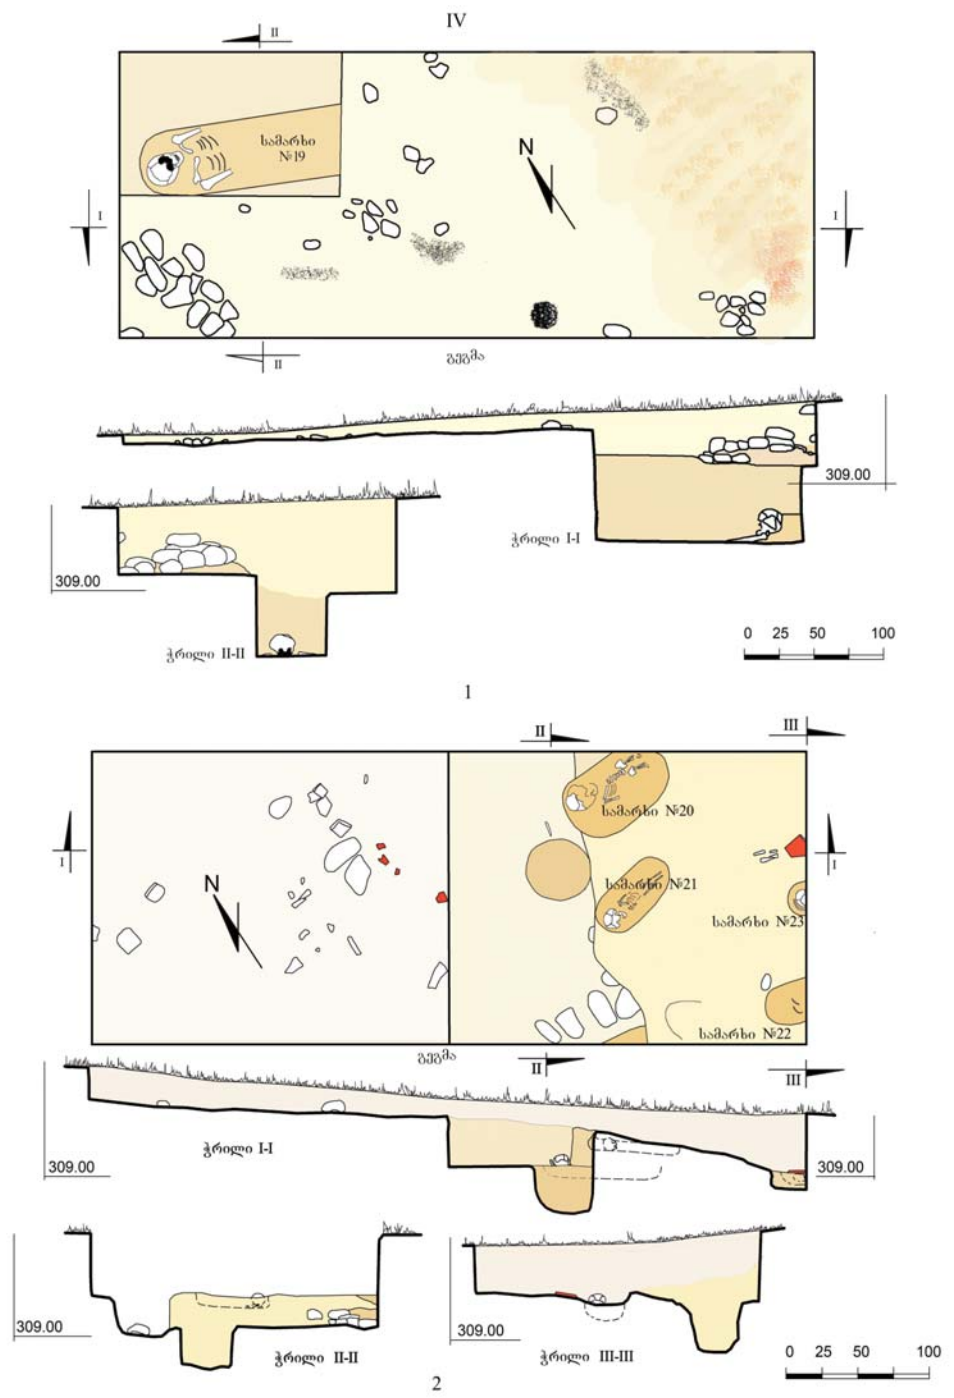 IV
II
სამარხი
№19
N
I
I
II
გეგმა
309.00
ჭრილი I-I
309.00
ჭრილი II-II
0 25 50 100
1
II
III
სამარხი №20
სამარხი №21
I
I
N
სამარხი №23
სამარხი №22
გეგმა
II
III
ჭრილი I-I
309.00
309.00
309.00
ჭრილი II-II
309.00
ჭრილი III-III
0 25 50 100
2